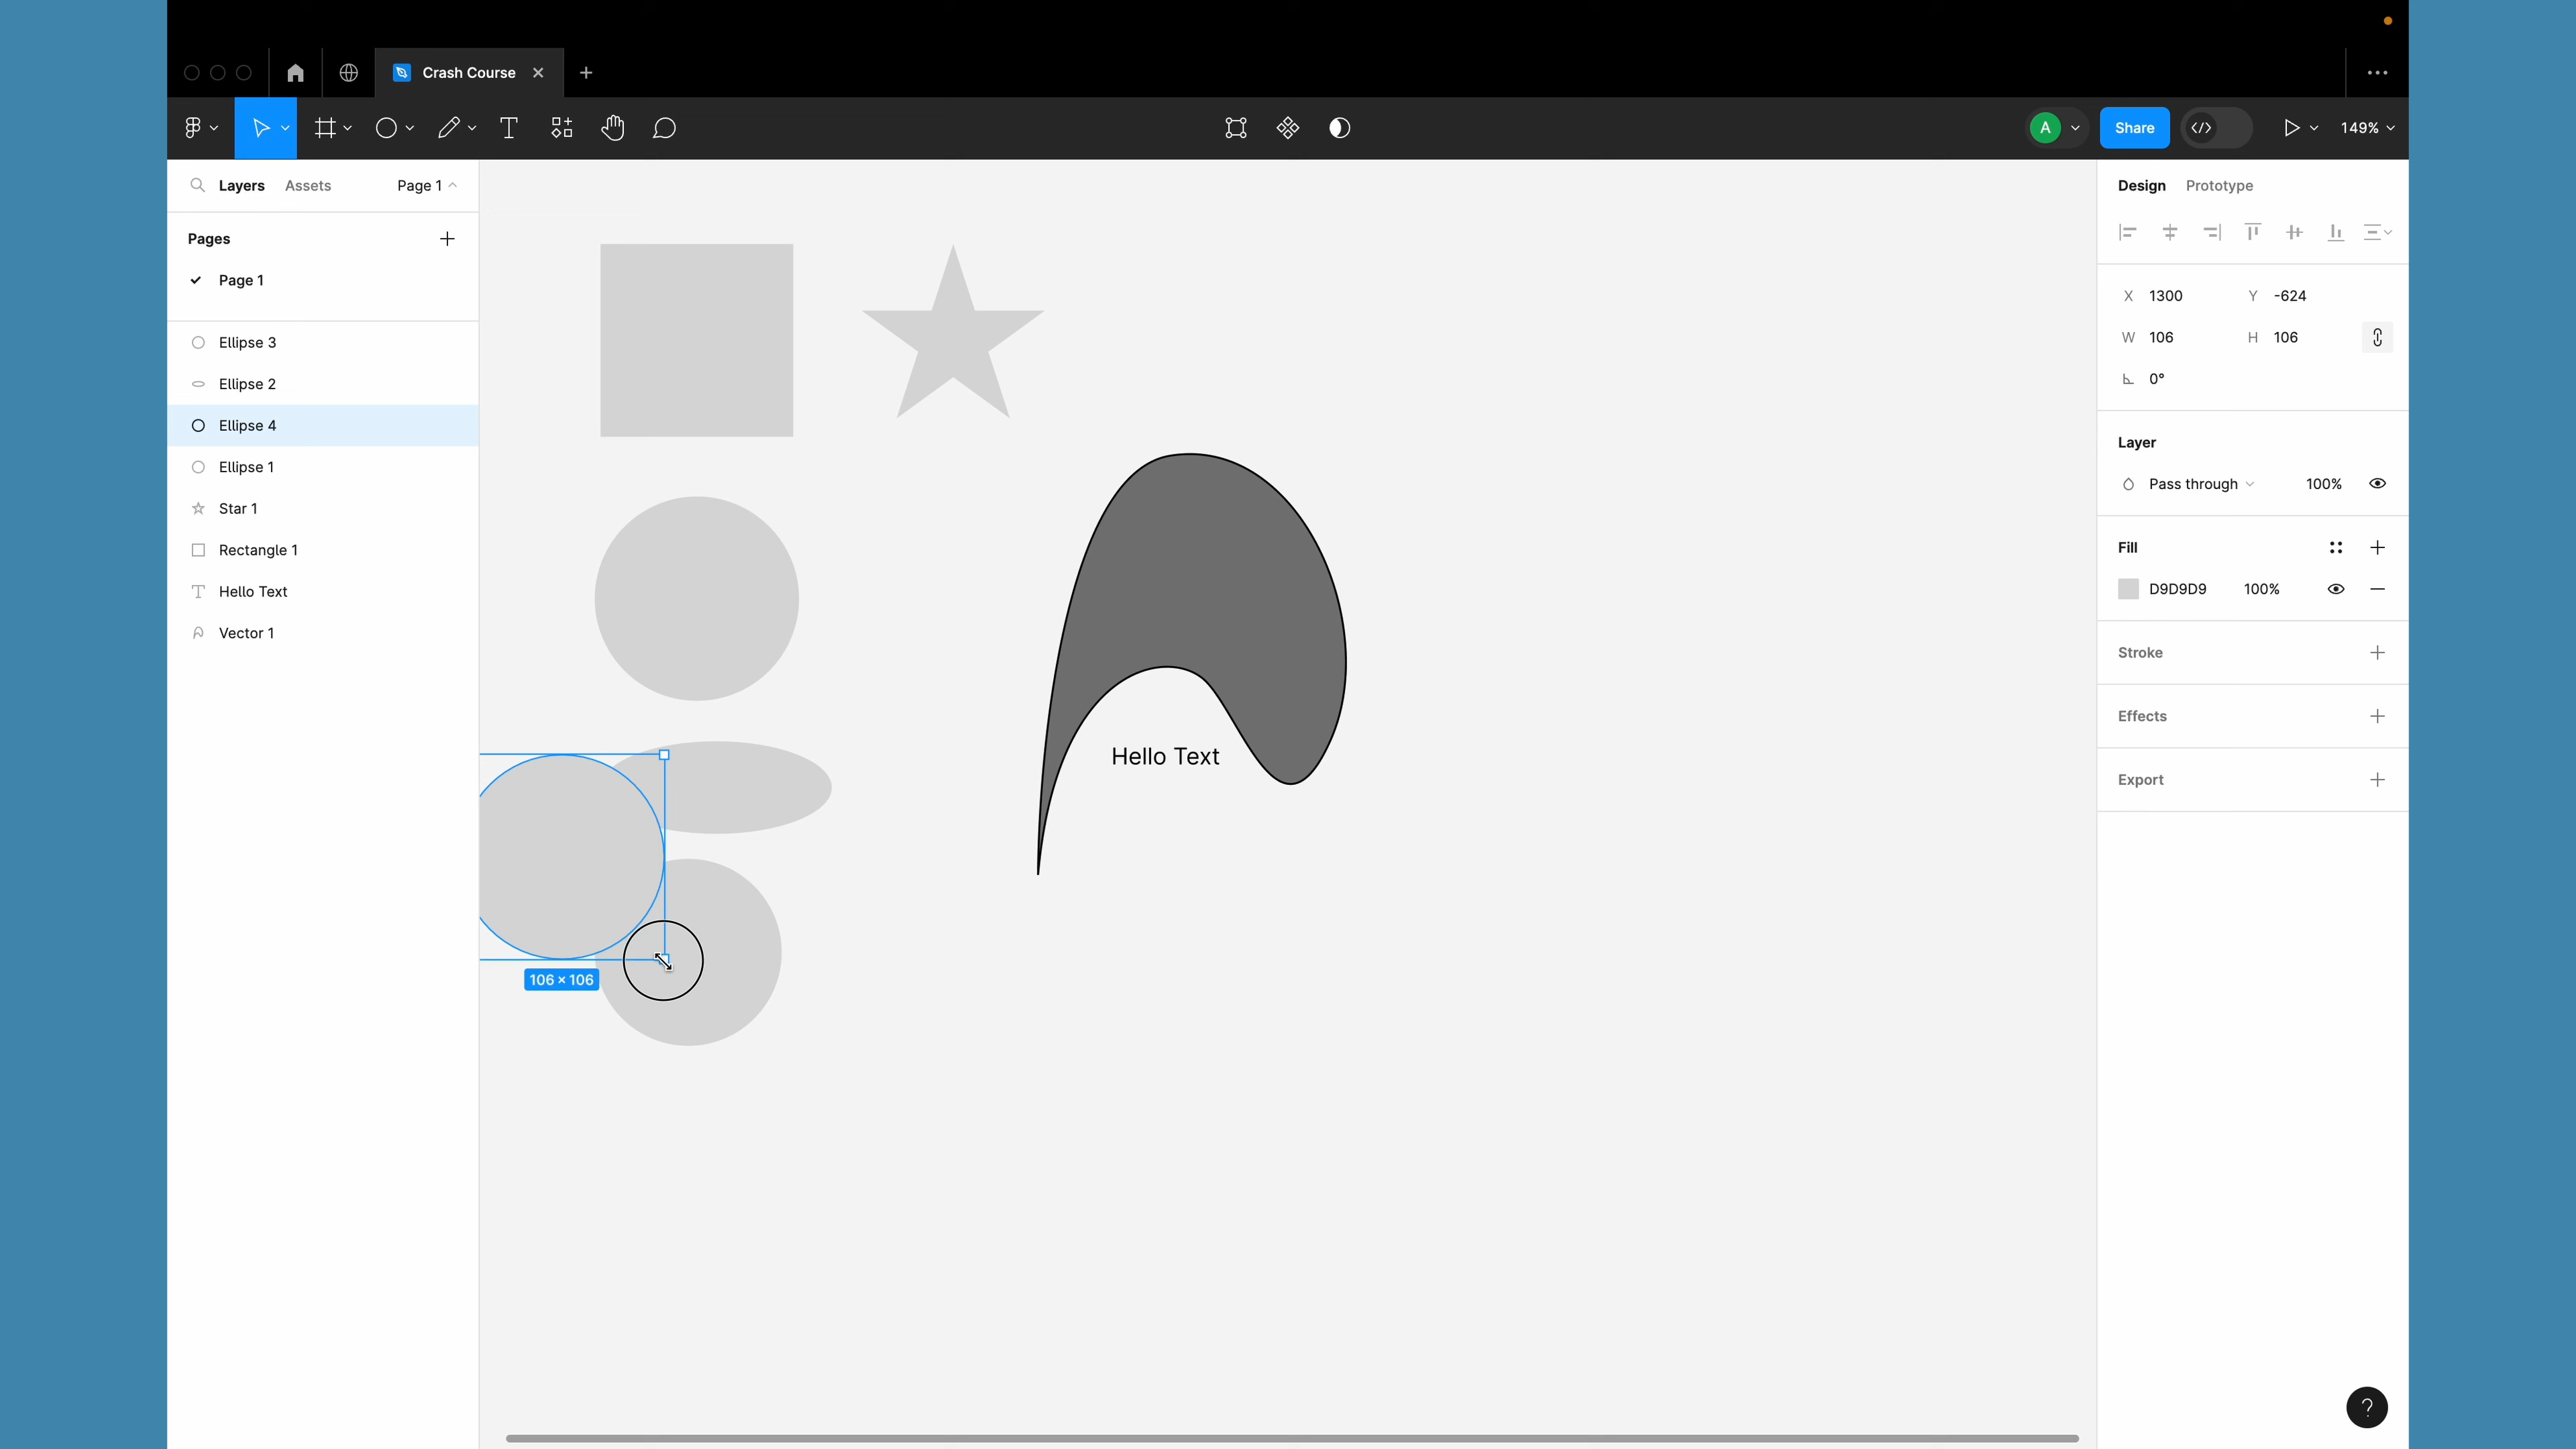 Crash Course
A
Share
149%
Layers Assets Page 1
Pages
Page 1
Ellipse 3
Ellipse 2
Ellipse 4
Ellipse 1
Star 1
Rectangle 1
Hello Text
Vector 1
Hello Text
106 × 106
Design Prototype
X 1300 Y -624
W 106 H 106
0°
Layer
Pass through 100%
Fill
D9D9D9 100%
Stroke
Effects
Export
?